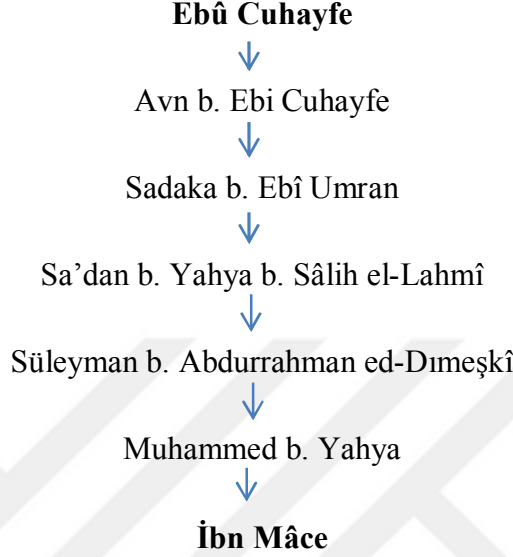 Ebû Cuhayfe
Avn b. Ebi Cuhayfe
Sadaka b. Ebî Umran
Sa’dan b. Yahya b. Sâlih el-Lahmî
Süleyman b. Abdurrahman ed-Dımeşkî
Muhammed b. Yahya
İbn Mâce